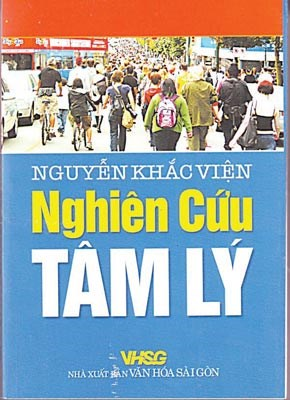 NGUYỄN KHẮC VIỆN
Nghiên Cứu
TÂM LÝ
VHSG
NHÀ XUẤT BẢN VĂN HÓA SÀI GÒN